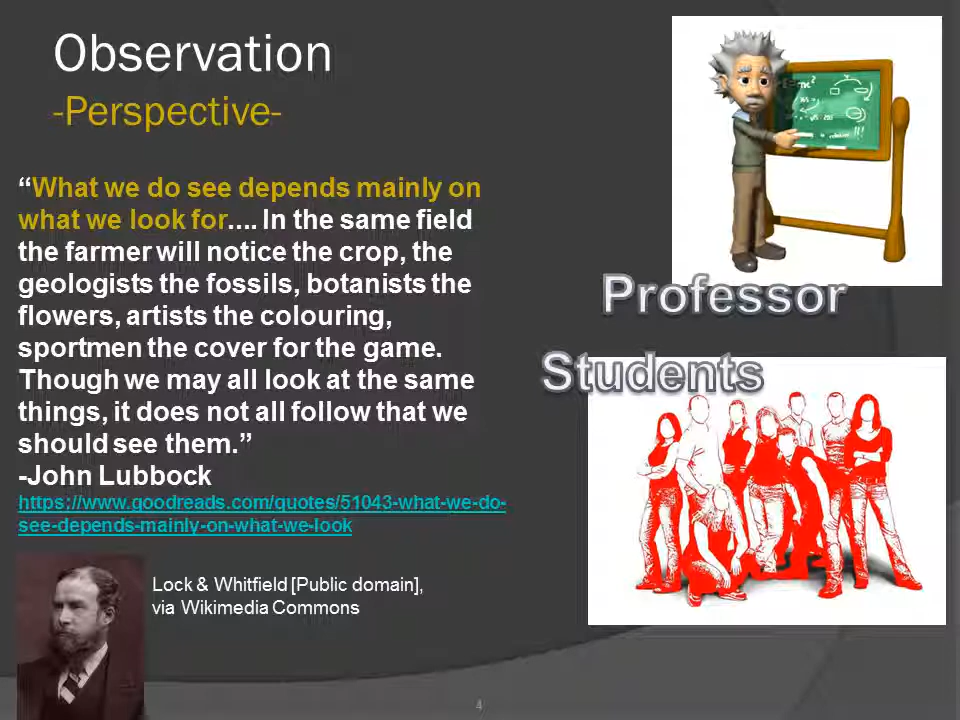 Observation
-Perspective-
“What we do see depends mainly on
what we look for.... In the same field
the farmer will notice the crop, the
geologists the fossils, botanists the
flowers, artists the colouring,
sportmen the cover for the game.
Though we may all look at the same
things, it does not all follow that we
should see them.”
-John Lubbock
https://www.goodreads.com/quotes/51043-what-we-do-
see-depends-mainly-on-what-we-look
Lock & Whitfield [Public domain],
via Wikimedia Commons
Professor
Students
4